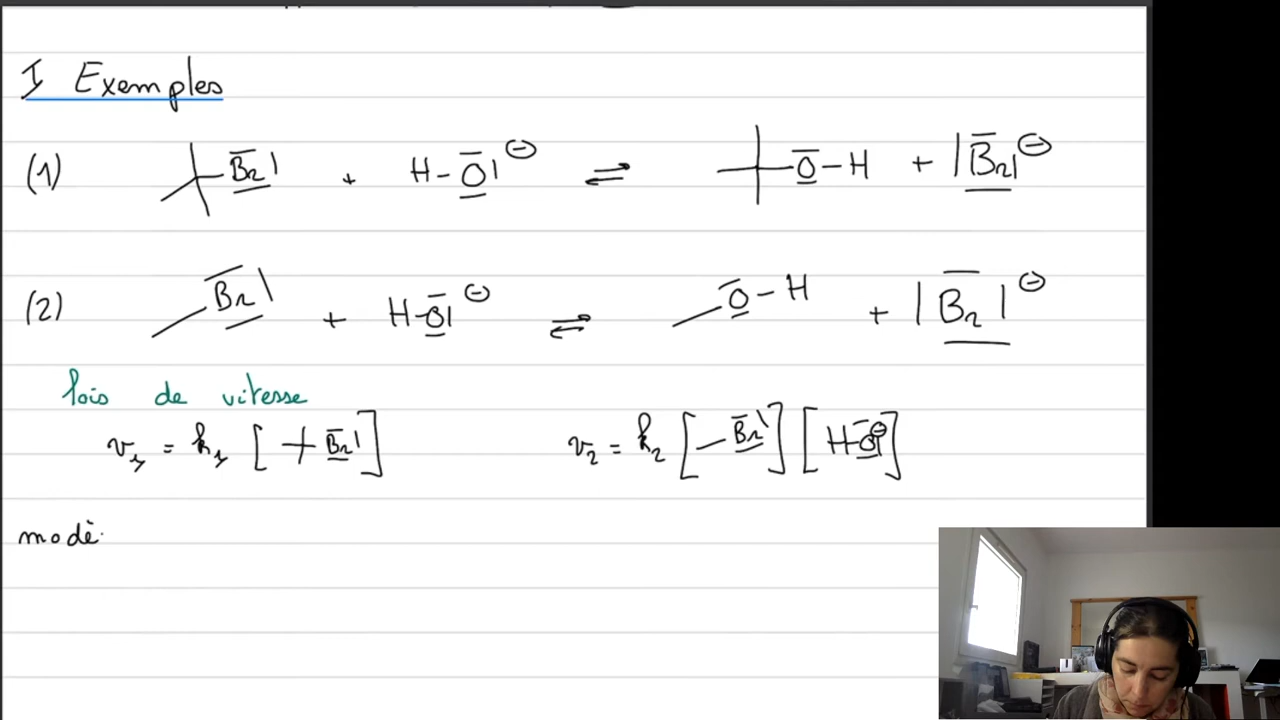 I Exemples
(1) Br + H-O ⊖ ⇌ O-H + |Br| ⊖
(2) Br + H-O| ⊖ ⇌ O-H + |Br| ⊖
lois de vitesse
v₁ = k₁ [ Br ] v₂ = k₂ [ Br ] [ H-O ⊖ ]
modè